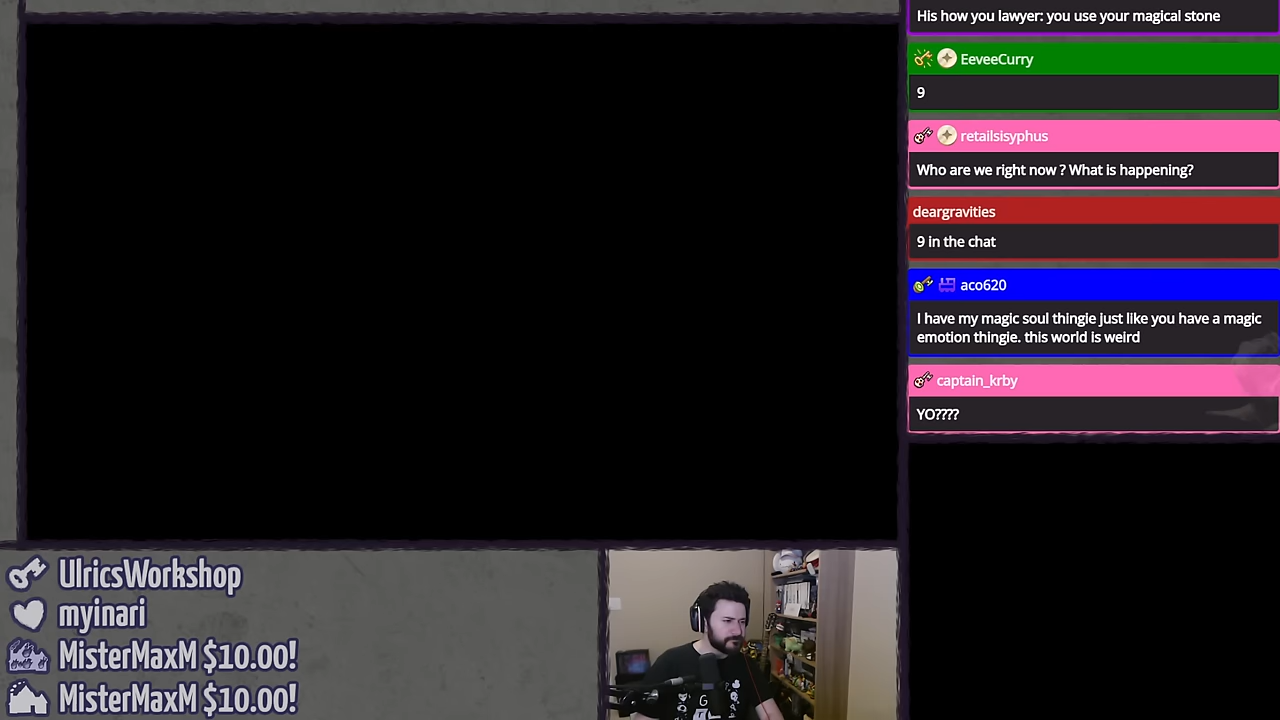 His how you lawyer: you use your magical stone
EeveeCurry
9
retailsisyphus
Who are we right now ? What is happening?
deargravities
9 in the chat
aco620
I have my magic soul thingie just like you have a magic
emotion thingie. this world is weird
captain_krby
YO????
UlricsWorkshop
myinari
MisterMaxM $10.00!
MisterMaxM $10.00!